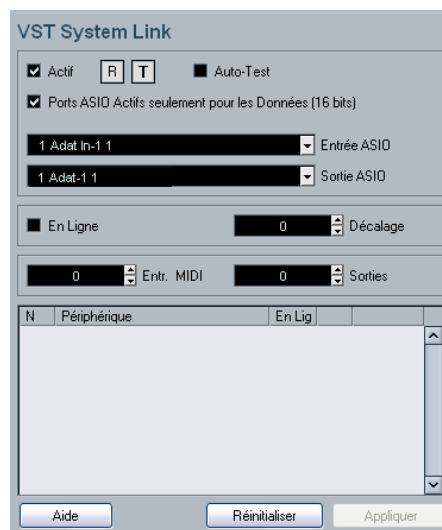 VST System Link
Actif R T Auto-Test
Ports ASIO Actifs seulement pour les Données (16 bits)
1 Adat In-1 1 Entrée ASIO
1 Adat-1 1 Sortie ASIO
En Ligne 0 Décalage
0 Entr. MIDI 0 Sorties
N Périphérique En Lig
Aide Réinitialiser Appliquer